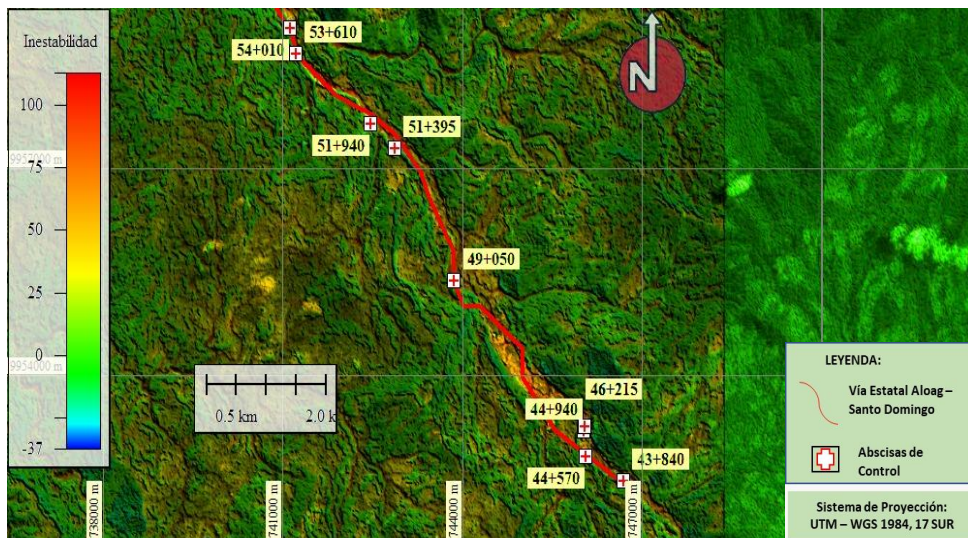 Inestabilidad
100
75
50
25
0
-37
53+610
54+010
51+395
51+940
49+050
46+215
44+940
44+570
43+840
9957000 m
9954000 m
738000 m
741000 m
744000 m
747000 m
0.5 km
2.0 k
N
LEYENDA:
Vía Estatal Aloag –
Santo Domingo
Abscisas de
Control
Sistema de Proyección:
UTM – WGS 1984, 17 SUR